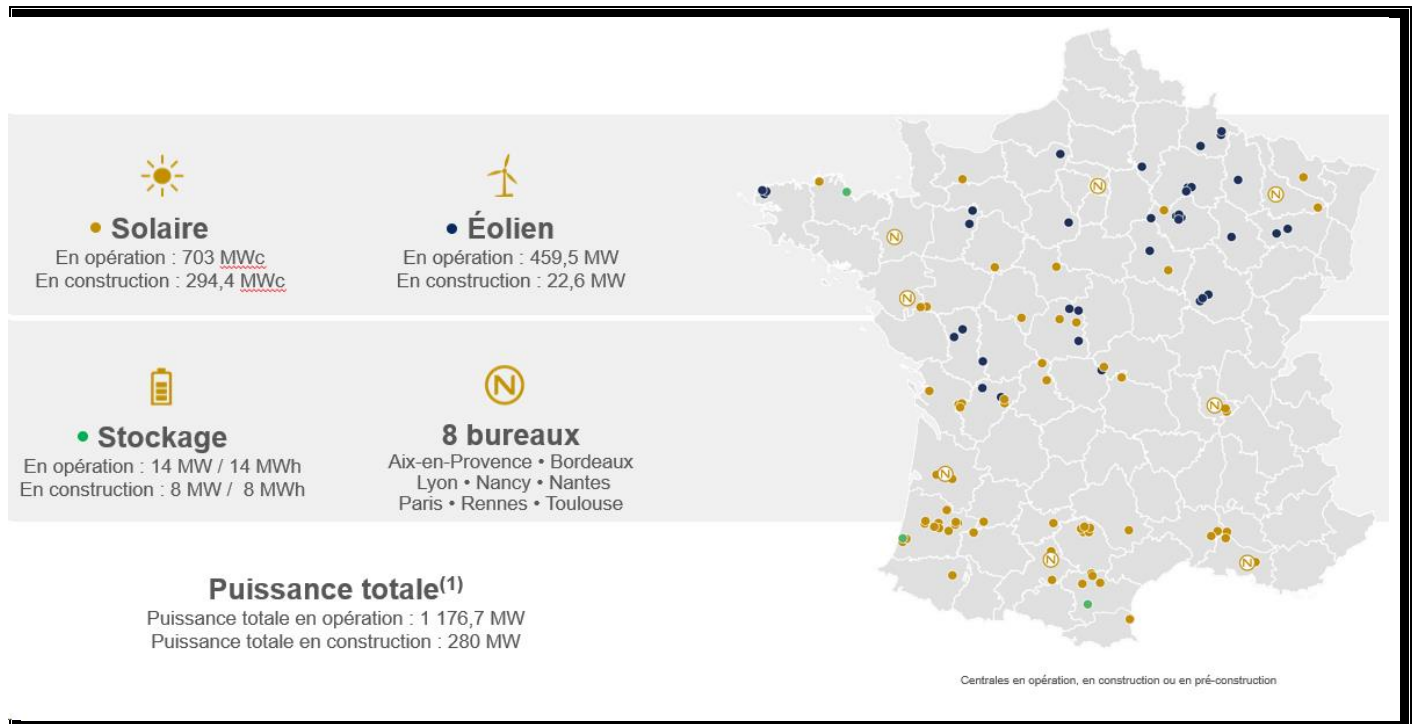 Solaire
En opération : 703 MWc
En construction : 294,4 MWc
Éolien
En opération : 459,5 MW
En construction : 22,6 MW
Stockage
En opération : 14 MW / 14 MWh
En construction : 8 MW / 8 MWh
N
8 bureaux
Aix-en-Provence • Bordeaux
Lyon • Nancy • Nantes
Paris • Rennes • Toulouse
Puissance totale(1)
Puissance totale en opération : 1 176,7 MW
Puissance totale en construction : 280 MW
N
N
N
N
N
N
N
N
Centrales en opération, en construction ou en pré-construction